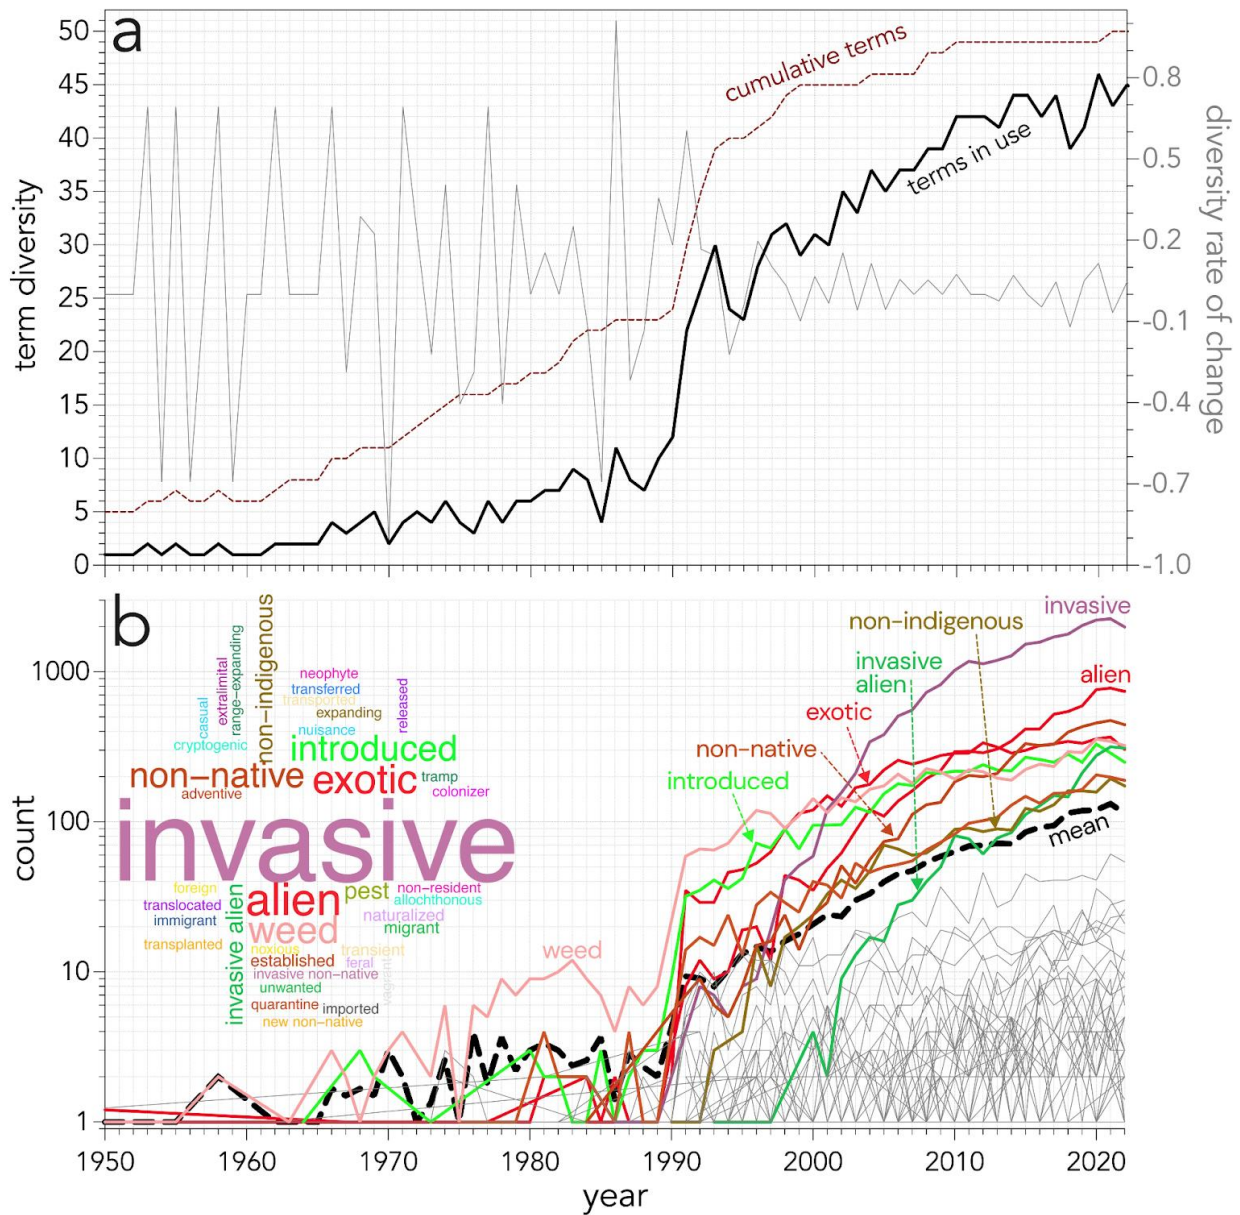 a
50
45
40
35
30
25
20
15
10
5
0
term diversity
cumulative terms
terms in use
0.8
0.5
0.2
-0.1
-0.4
-0.7
-1.0
diversity rate of change
b
1000
100
10
1
count
extralimital
range-expanding
casual
cryptogenic
non-indigenous
neophyte
transferred
transported
expanding
released
nuisance
introduced
non-native
exotic
tramp
adventive
colonizer
invasive
foreign
translocated
immigrant
transplanted
invasive alien
alien
pest
non-resident
allochthonous
weed
naturalized
migrant
noxious
transient
established
feral
invasive non-native
vagrant
unwanted
quarantine
imported
new non-native
weed
introduced
non-native
exotic
invasive
alien
non-indigenous
invasive
alien
mean
1950
1960
1970
1980
1990
2000
2010
2020
year